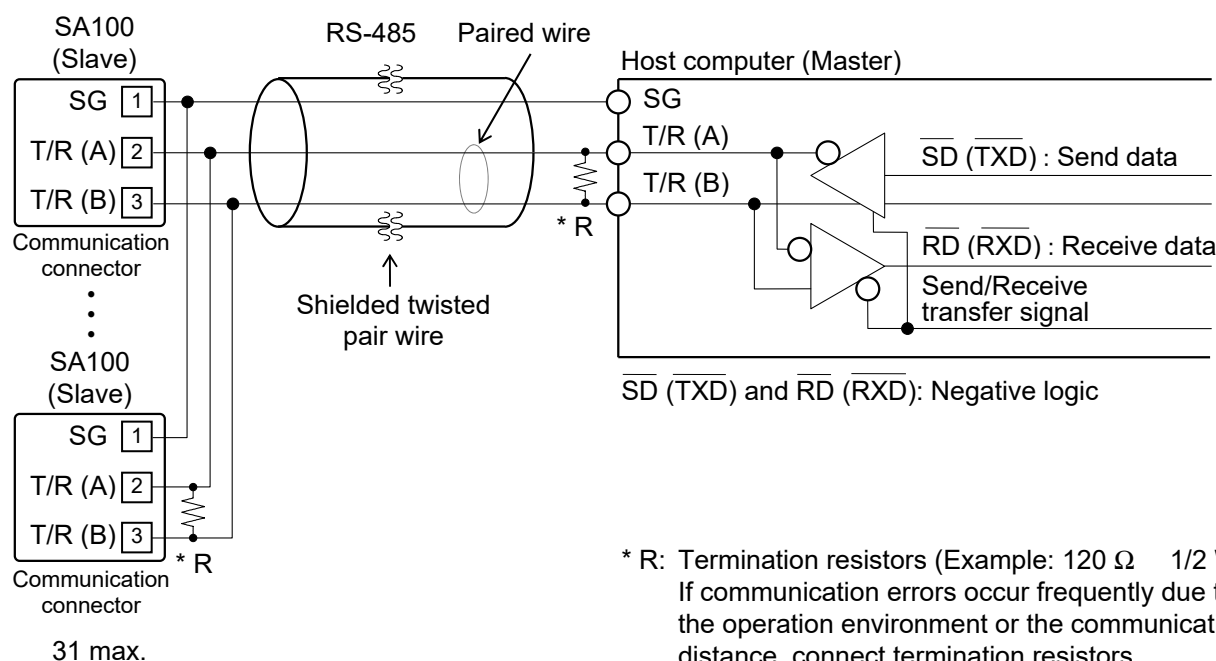 SA100
(Slave)
SG 1
T/R (A) 2
T/R (B) 3
Communication
connector
RS-485
Paired wire
* R
Shielded twisted
pair wire
Host computer (Master)
SG
T/R (A)
T/R (B)
SD (TXD) : Send data
RD (RXD) : Receive data
Send/Receive
transfer signal
SD (TXD) and RD (RXD): Negative logic
SA100
(Slave)
SG 1
T/R (A) 2
T/R (B) 3
* R
Communication
connector
31 max.
* R: Termination resistors (Example: 120 Ω 1/2
If communication errors occur frequently due
the operation environment or the
distance, connect termination resistors